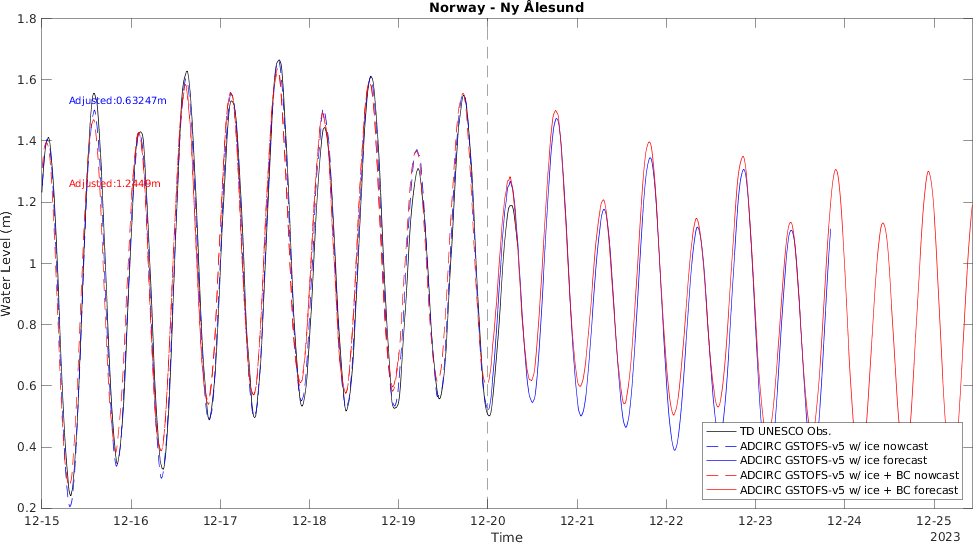 Norway - Ny Ålesund
1.8
1.6
1.4
1.2
1
0.8
0.6
0.4
0.2
Water Level (m)
Adjusted:0.63247m
Adjusted:1.2449m
TD UNESCO Obs.
ADCIRC GSTOFS-v5 w/ ice nowcast
ADCIRC GSTOFS-v5 w/ ice forecast
ADCIRC GSTOFS-v5 w/ ice + BC nowcast
ADCIRC GSTOFS-v5 w/ ice + BC forecast
12-15 12-16 12-17 12-18 12-19 12-20 12-21 12-22 12-23 12-24 12-25
Time
2023